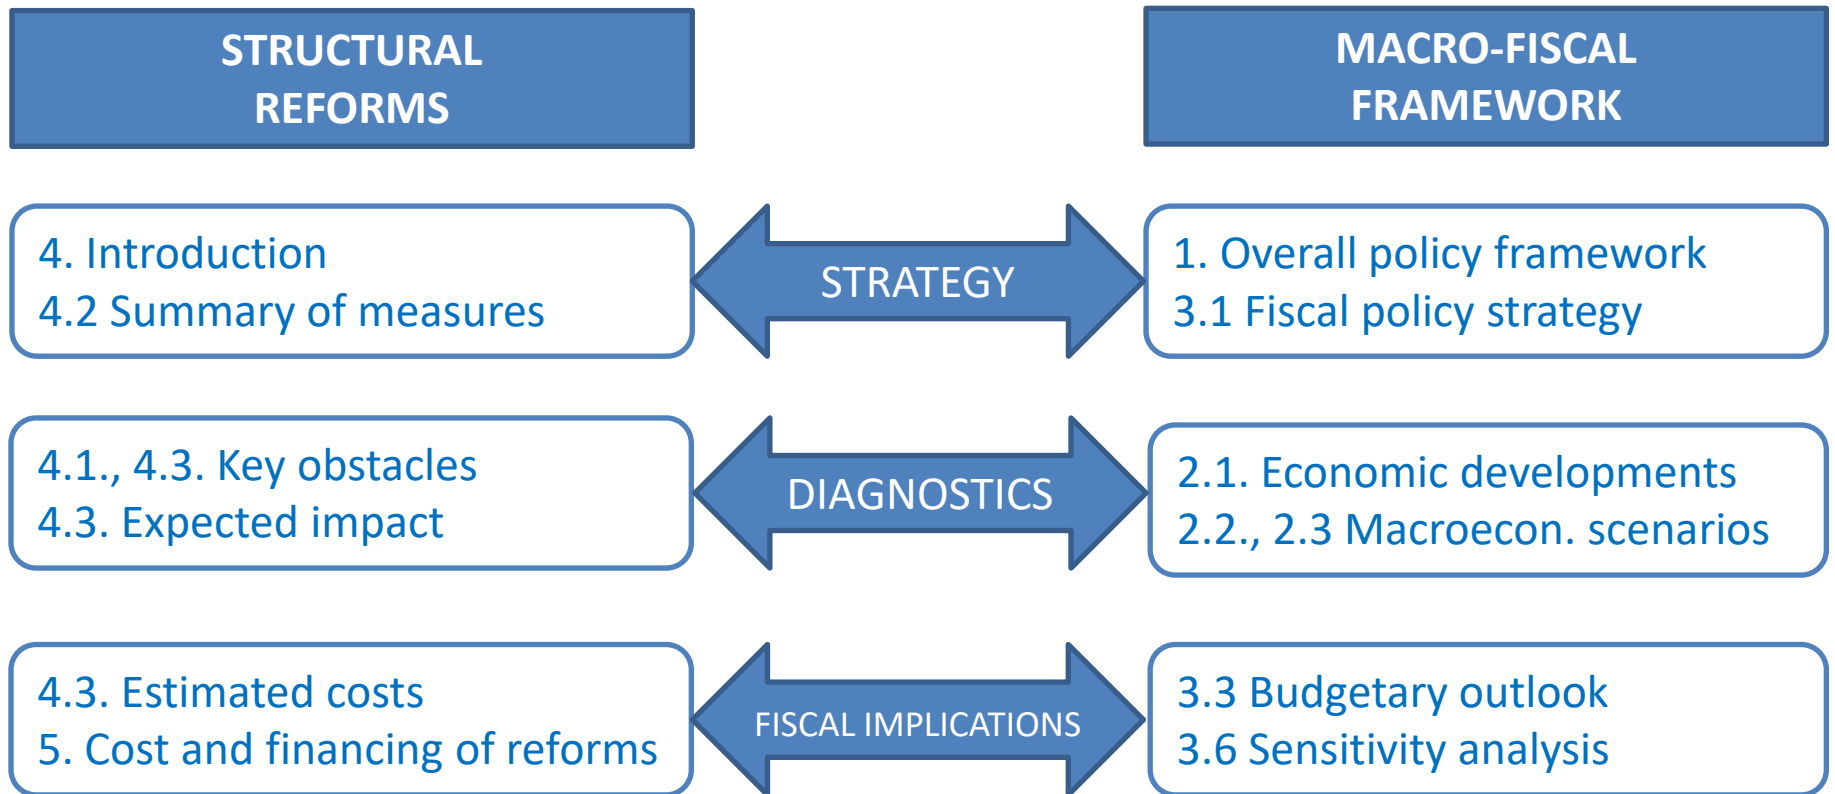 STRUCTURAL
REFORMS
MACRO-FISCAL
FRAMEWORK
4. Introduction
4.2 Summary of measures
STRATEGY
1. Overall policy framework
3.1 Fiscal policy strategy
4.1., 4.3. Key obstacles
4.3. Expected impact
DIAGNOSTICS
2.1. Economic developments
2.2., 2.3 Macroecon. scenarios
4.3. Estimated costs
5. Cost and financing of reforms
FISCAL IMPLICATIONS
3.3 Budgetary outlook
3.6 Sensitivity analysis